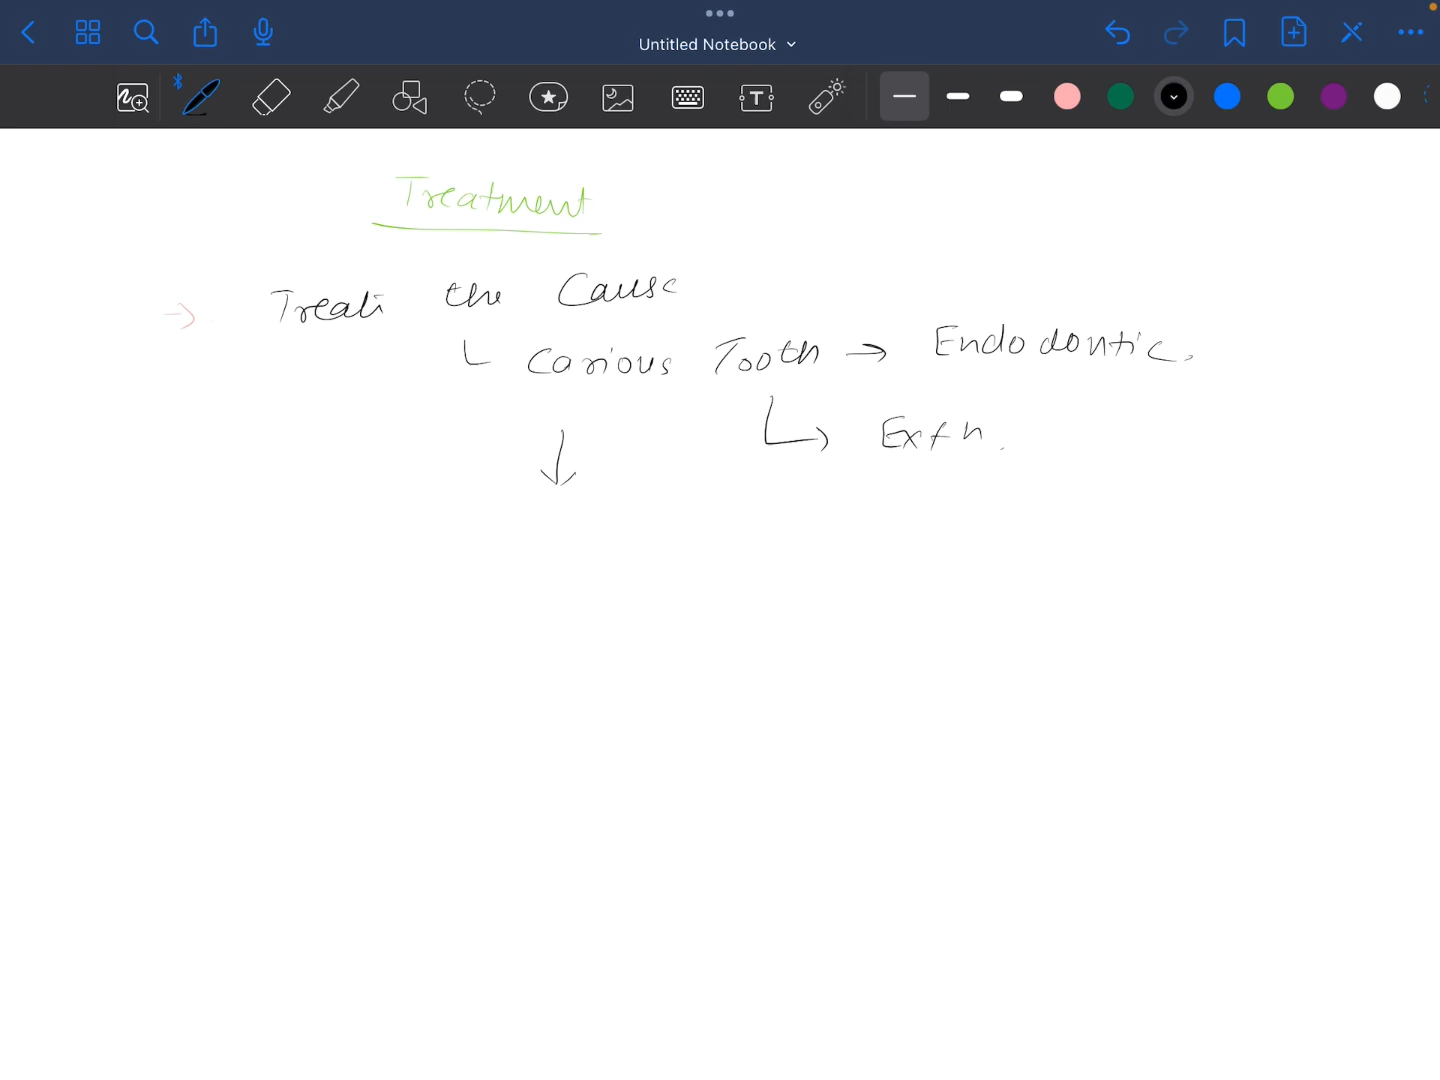 Untitled Notebook
Treatment
→ Treat the Cause
Carious Tooth → Endodontic.
↳ Extn.
↓